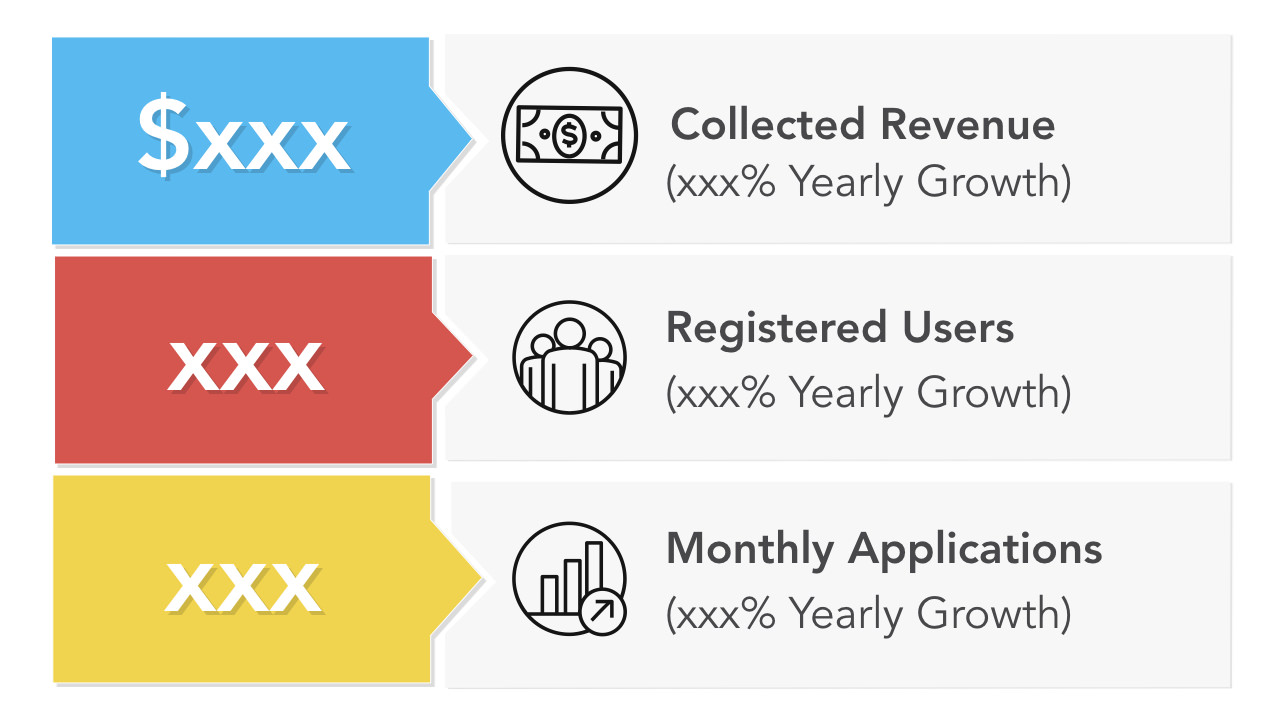 $xxx
Collected Revenue
(xxx% Yearly Growth)
xxx
Registered Users
(xxx% Yearly Growth)
xxx
Monthly Applications
(xxx% Yearly Growth)